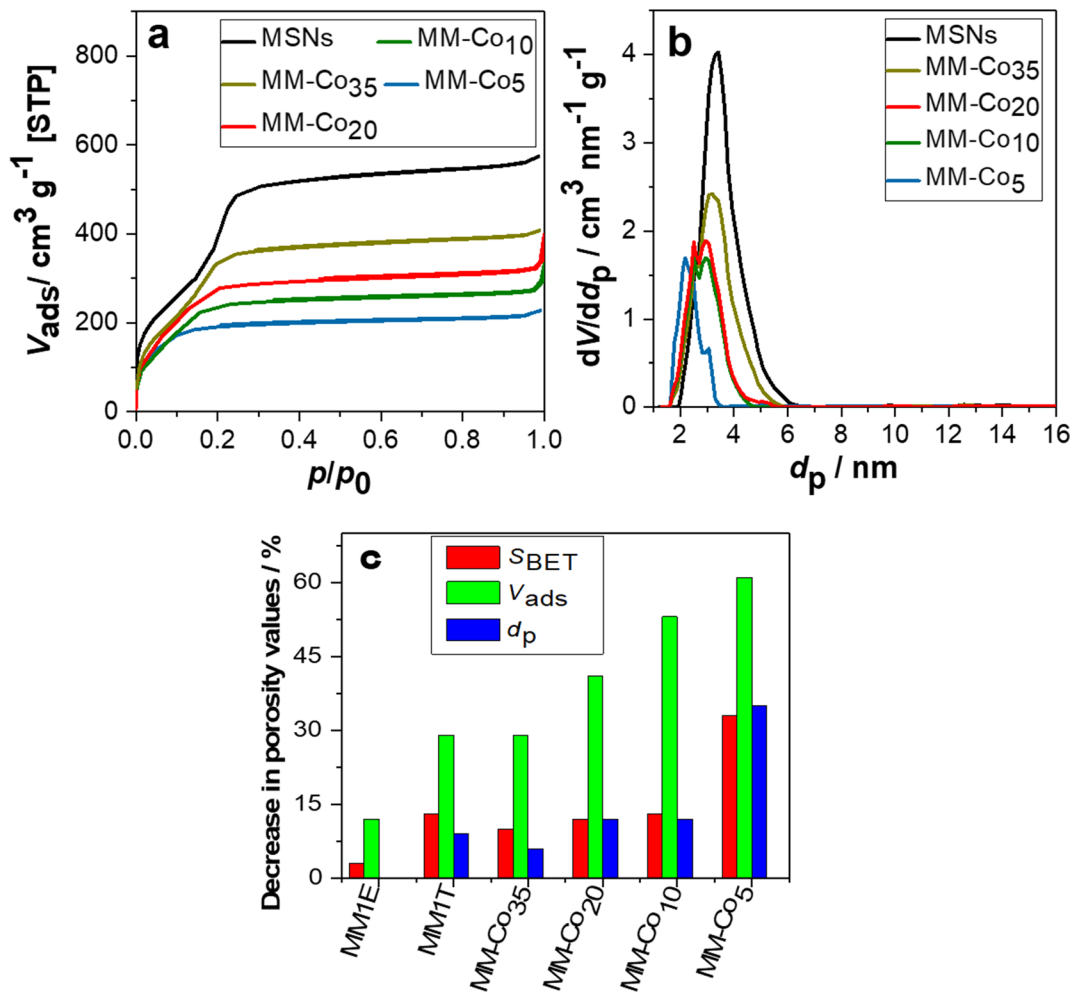 a
MSNs MM-Co10
MM-Co35 MM-Co5
MM-Co20
800
600
400
200
0
0.0 0.2 0.4 0.6 0.8 1.0
Vads/ cm3 g-1 [STP]
p/p0
b
MSNs
MM-Co35
MM-Co20
MM-Co10
MM-Co5
4
3
2
1
0
2 4 6 8 10 12 14 16
dV/ddp / cm3 nm-1 g-1
dp / nm
c
SBET
Vads
dp
60
45
30
15
0
Decrease in porosity values / %
MM1E
MM1T
MM-Co35
MM-Co20
MM-Co10
MM-Co5